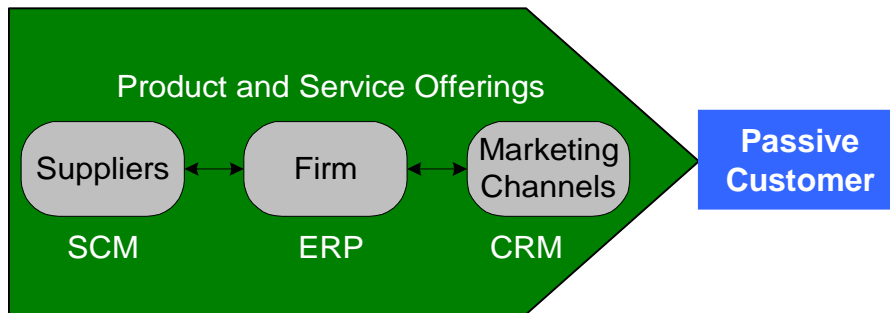 Product and Service Offerings
Suppliers
Firm
Marketing
Channels
Passive
Customer
SCM
ERP
CRM